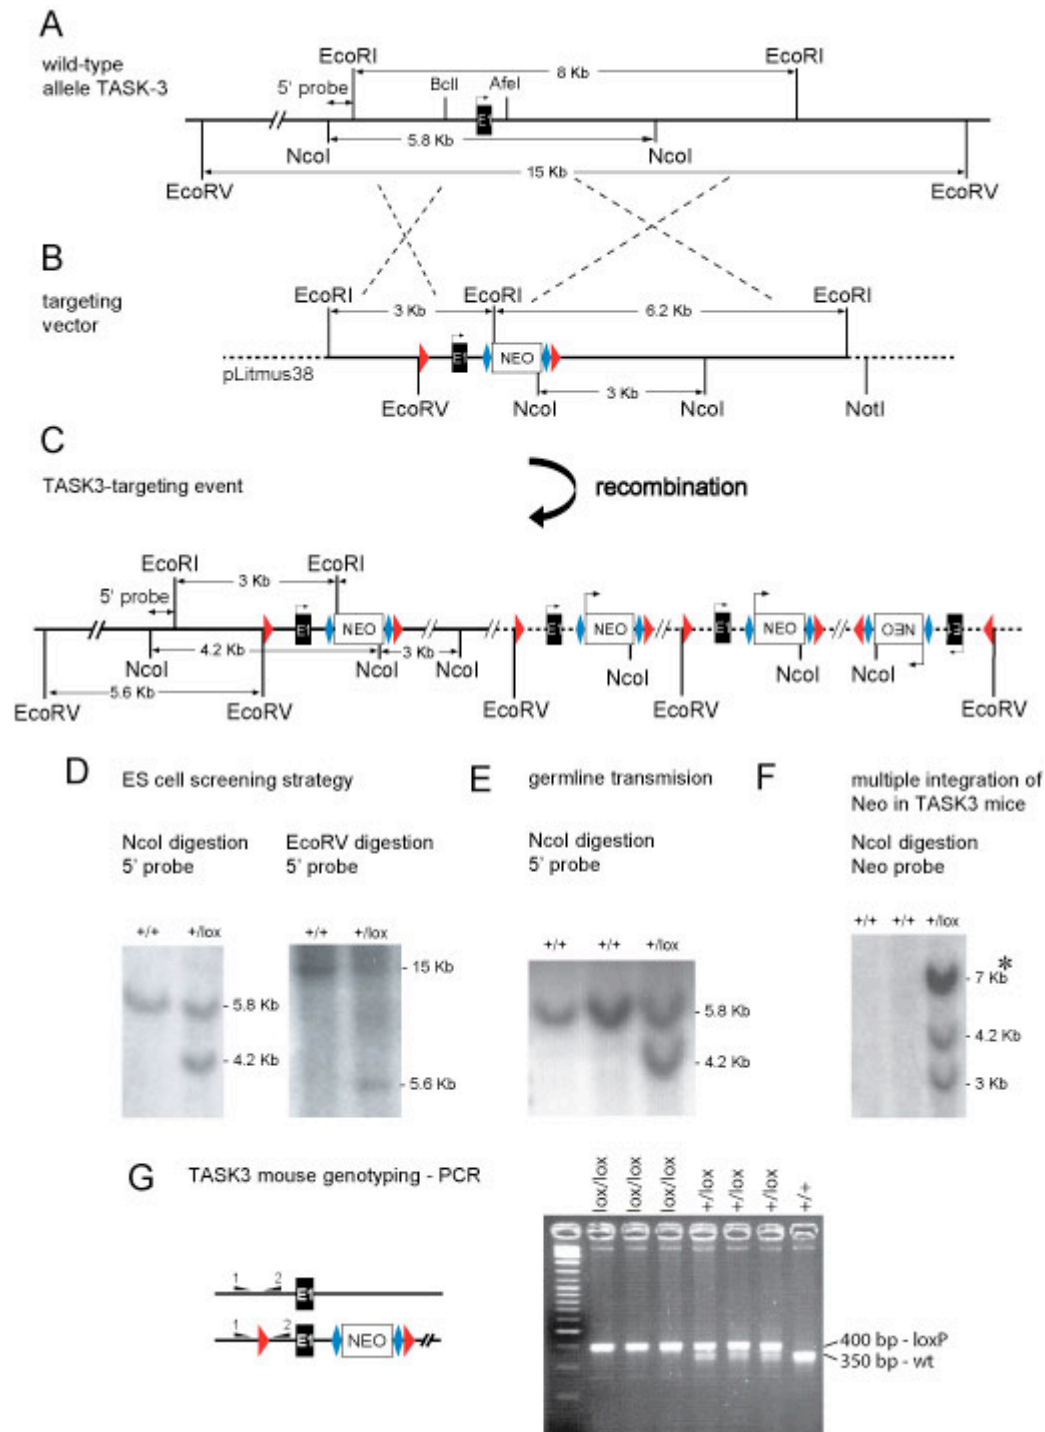 A
wild-type
allele TASK-3
EcoRI
EcoRI
8 Kb
BclI
AfeI
5' probe
E1
5.8 Kb
NcoI
NcoI
15 Kb
EcoRV
EcoRV
B
targeting
vector
EcoRI
EcoRI
EcoRI
3 Kb
6.2 Kb
E1
NEO
pLitmus38
3 Kb
EcoRV
NcoI
NcoI
NotI
C
TASK3-targeting event
recombination
EcoRI
EcoRI
3 Kb
5' probe
E1
NEO
E1
NEO
E1
NEO
NEO
E1
4.2 Kb
3 Kb
NcoI
NcoI
NcoI
NcoI
NcoI
NcoI
5.6 Kb
EcoRV
EcoRV
EcoRV
EcoRV
EcoRV
D
ES cell screening strategy
NcoI digestion
5' probe
EcoRV digestion
5' probe
+/+
+/lox
+/+
+/lox
- 5.8 Kb
- 4.2 Kb
- 15 Kb
- 5.6 Kb
E
germline transmision
NcoI digestion
5' probe
+/+
+/+
+/lox
- 5.8 Kb
- 4.2 Kb
F
multiple integration of
Neo in TASK3 mice
NcoI digestion
Neo probe
+/+
+/+
+/lox
- 7 Kb*
- 4.2 Kb
- 3 Kb
G
TASK3 mouse genotyping - PCR
1
2
E1
1
2
E1
NEO
lox/lox
lox/lox
lox/lox
+/lox
+/lox
+/lox
+/+
400 bp - loxP
350 bp - wt